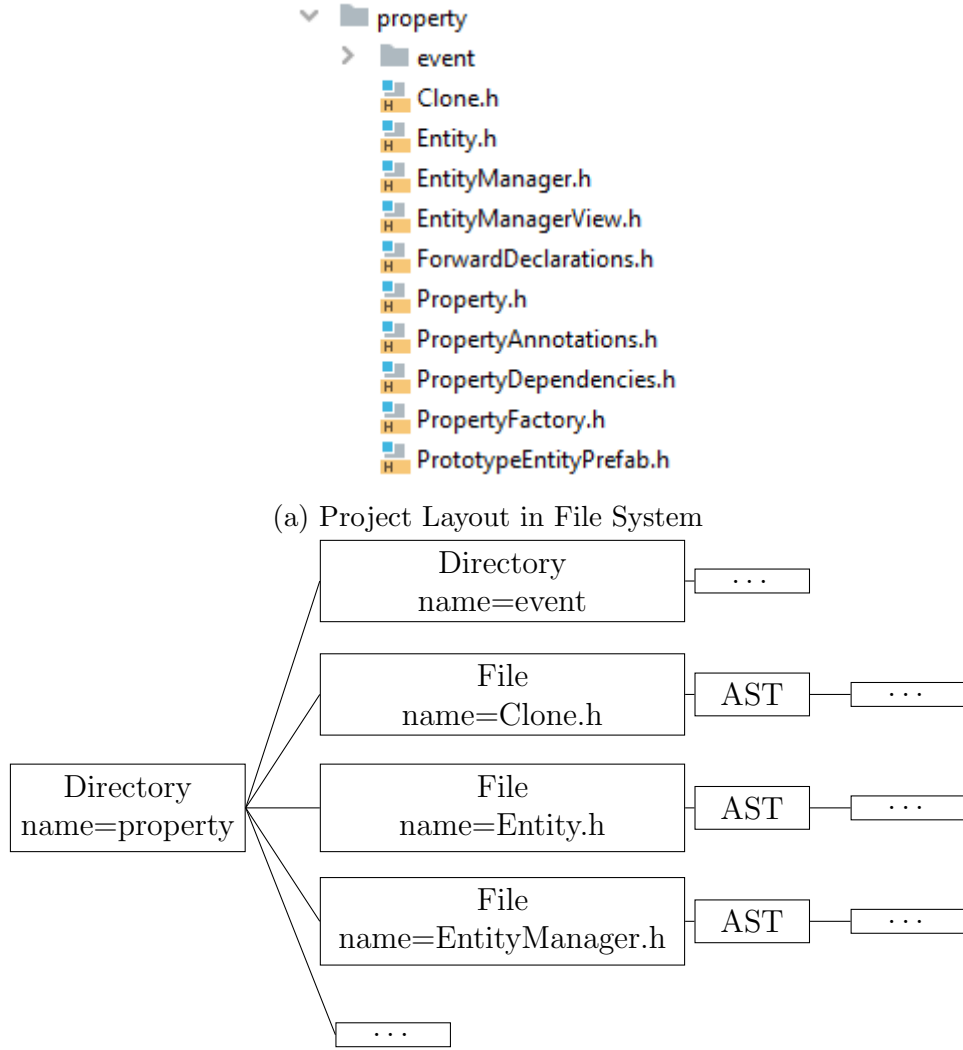 property
event
H Clone.h
H Entity.h
H EntityManager.h
H EntityManagerView.h
H ForwardDeclarations.h
H Property.h
H PropertyAnnotations.h
H PropertyDependencies.h
H PropertyFactory.h
H PrototypeEntityPrefab.h
(a) Project Layout in File System
Directory
name=event
...
File
name=Clone.h
AST
...
Directory
name=property
File
name=Entity.h
AST
...
File
name=EntityManager.h
AST
...
...